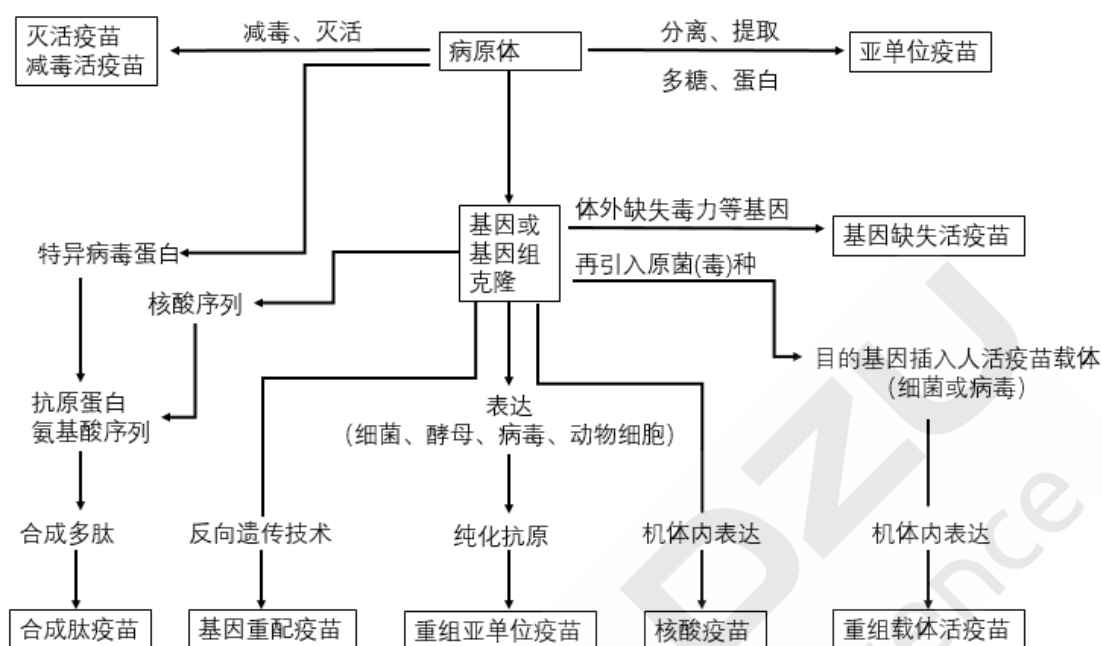 灭活疫苗
减毒活疫苗
减毒、灭活
病原体
分离、提取
多糖、蛋白
亚单位疫苗
基因或
基因组
克隆
体外缺失毒力等基因
基因缺失活疫苗
再引入原菌(毒)种
特异病毒蛋白
核酸序列
目的基因插入人活疫苗载体
（细菌或病毒）
抗原蛋白
氨基酸序列
表达
（细菌、酵母、病毒、动物细胞）
合成多肽
反向遗传技术
纯化抗原
机体内表达
机体内表达
合成肽疫苗
基因重配疫苗
重组亚单位疫苗
核酸疫苗
重组载体活疫苗
DZU